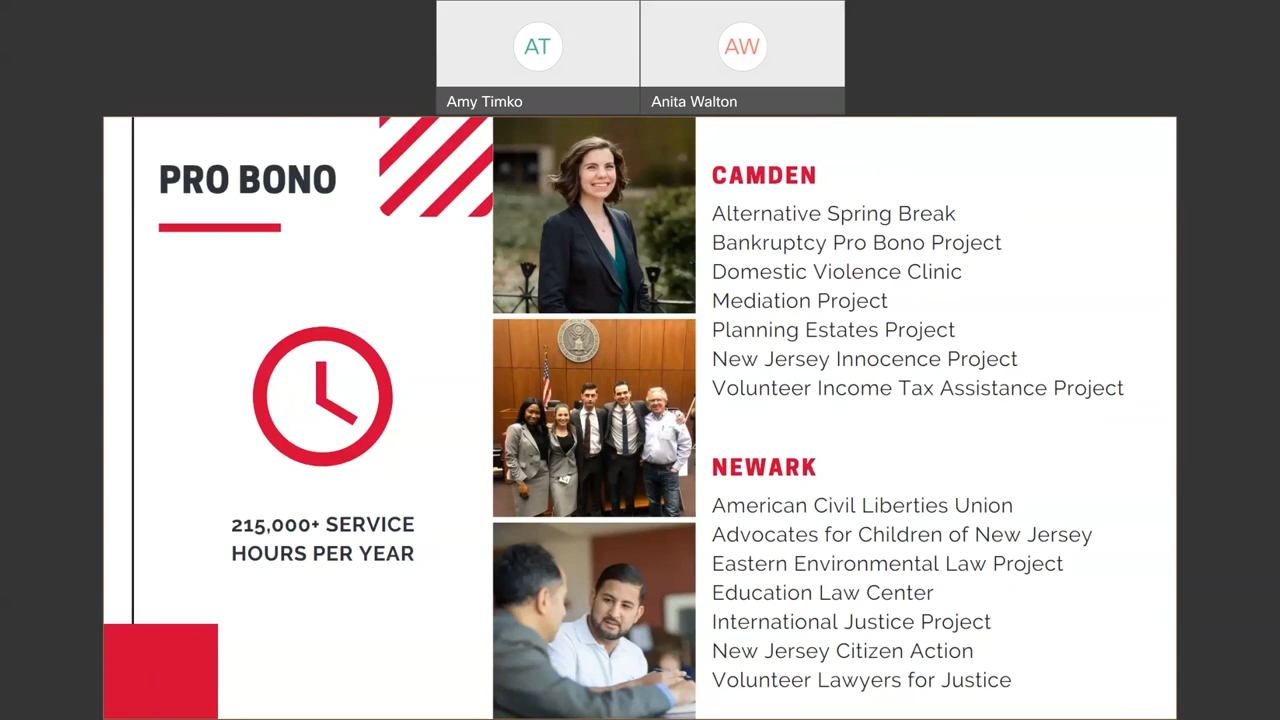 AT
AW
Amy Timko
Anita Walton
PRO BONO
215,000+ SERVICE
HOURS PER YEAR
CAMDEN
Alternative Spring Break
Bankruptcy Pro Bono Project
Domestic Violence Clinic
Mediation Project
Planning Estates Project
New Jersey Innocence Project
Volunteer Income Tax Assistance Project
NEWARK
American Civil Liberties Union
Advocates for Children of New Jersey
Eastern Environmental Law Project
Education Law Center
International Justice Project
New Jersey Citizen Action
Volunteer Lawyers for Justice